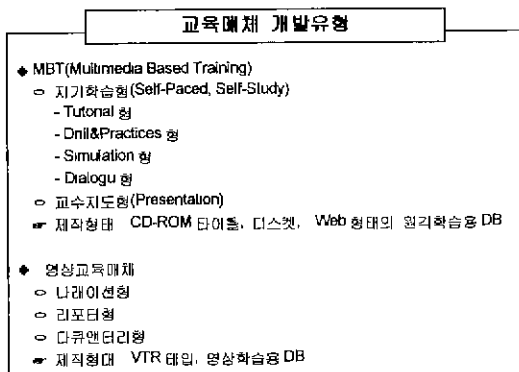 교육매체 개발유형
◆ MBT(Multimedia Based Training)
○ 자기학습형(Self-Paced, Self-Study)
- Tutorial 형
- Drill&Practices 형
- Simulation 형
- Dialogu 형
○ 교수지도형(Presentation)
☞ 제작형태 CD-ROM 타이틀, 디스켓, Web 형태의 원격학습용 DB
◆ 영상교육매체
○ 나래이션형
○ 리포터형
○ 다큐앤터리형
☞ 제작형태 VTR 테입, 영상학습용 DB